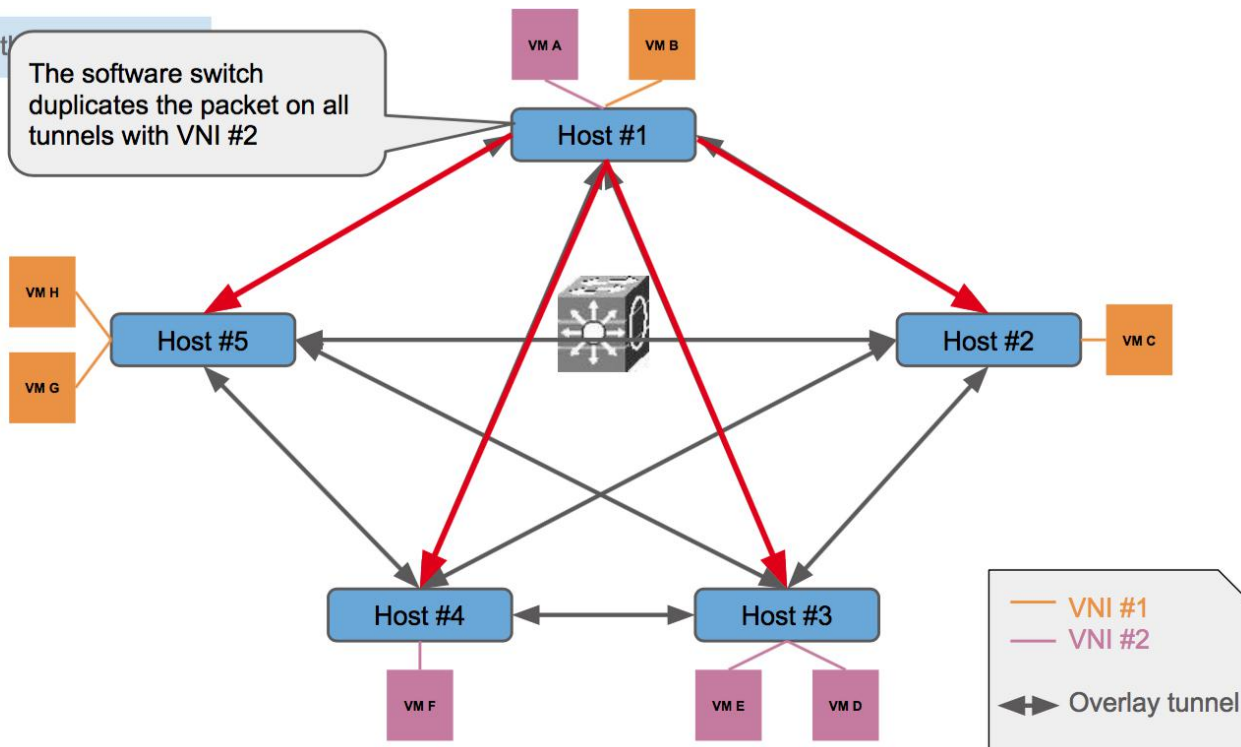 VM A
VM B
The software switch
duplicates the packet on all
tunnels with VNI #2
Host #1
VM H
Host #5
Host #2
VM C
VM G
Host #4
Host #3
VM F
VM E
VM D
VNI #1
VNI #2
Overlay tunnel